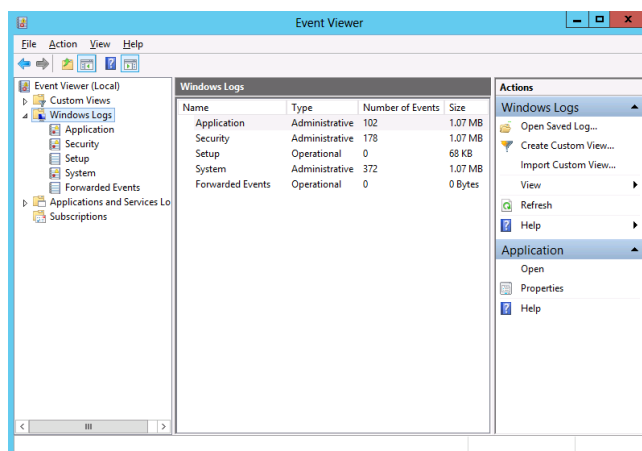 Event Viewer
File Action View Help
Event Viewer (Local)
Custom Views
Windows Logs
Application
Security
Setup
System
Forwarded Events
Applications and Services Lo
Subscriptions
Windows Logs
Name Type Number of Events Size
Application Administrative 102 1.07 MB
Security Administrative 178 1.07 MB
Setup Operational 0 68 KB
System Administrative 372 1.07 MB
Forwarded Events Operational 0 0 Bytes
Actions
Windows Logs
Open Saved Log...
Create Custom View...
Import Custom View...
View
Refresh
Help
Application
Open
Properties
Help